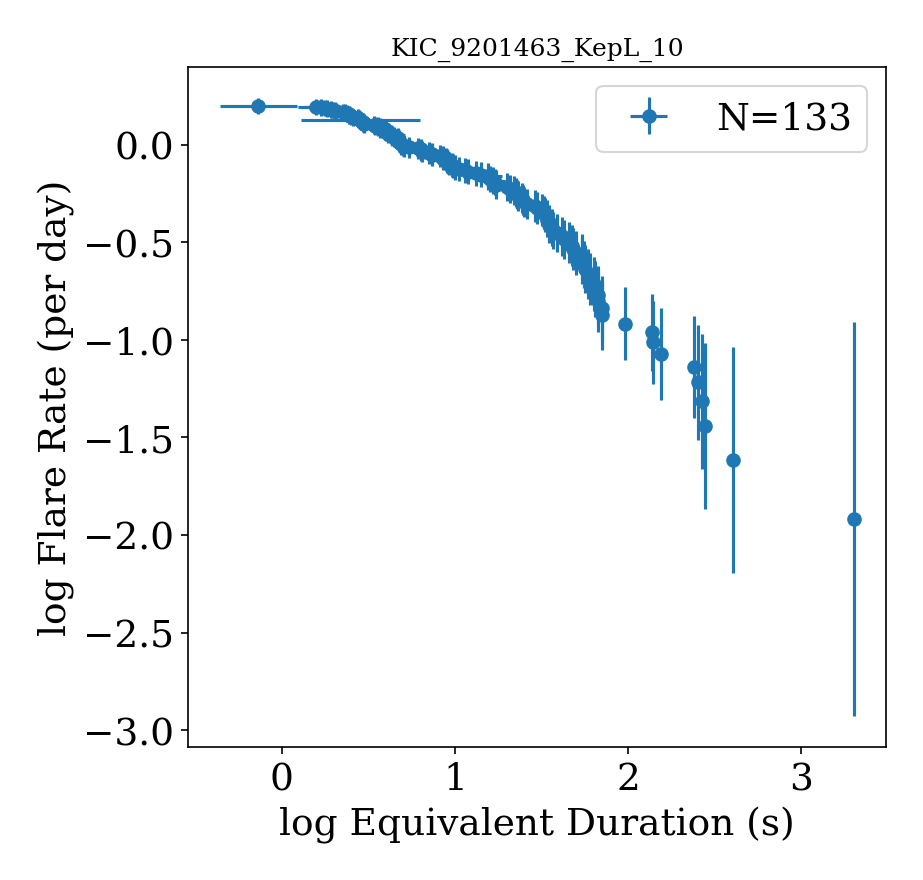 KIC_9201463_KepL_10
N=133
log Flare Rate (per day)
0.0
−0.5
−1.0
−1.5
−2.0
−2.5
−3.0
0 1 2 3
log Equivalent Duration (s)